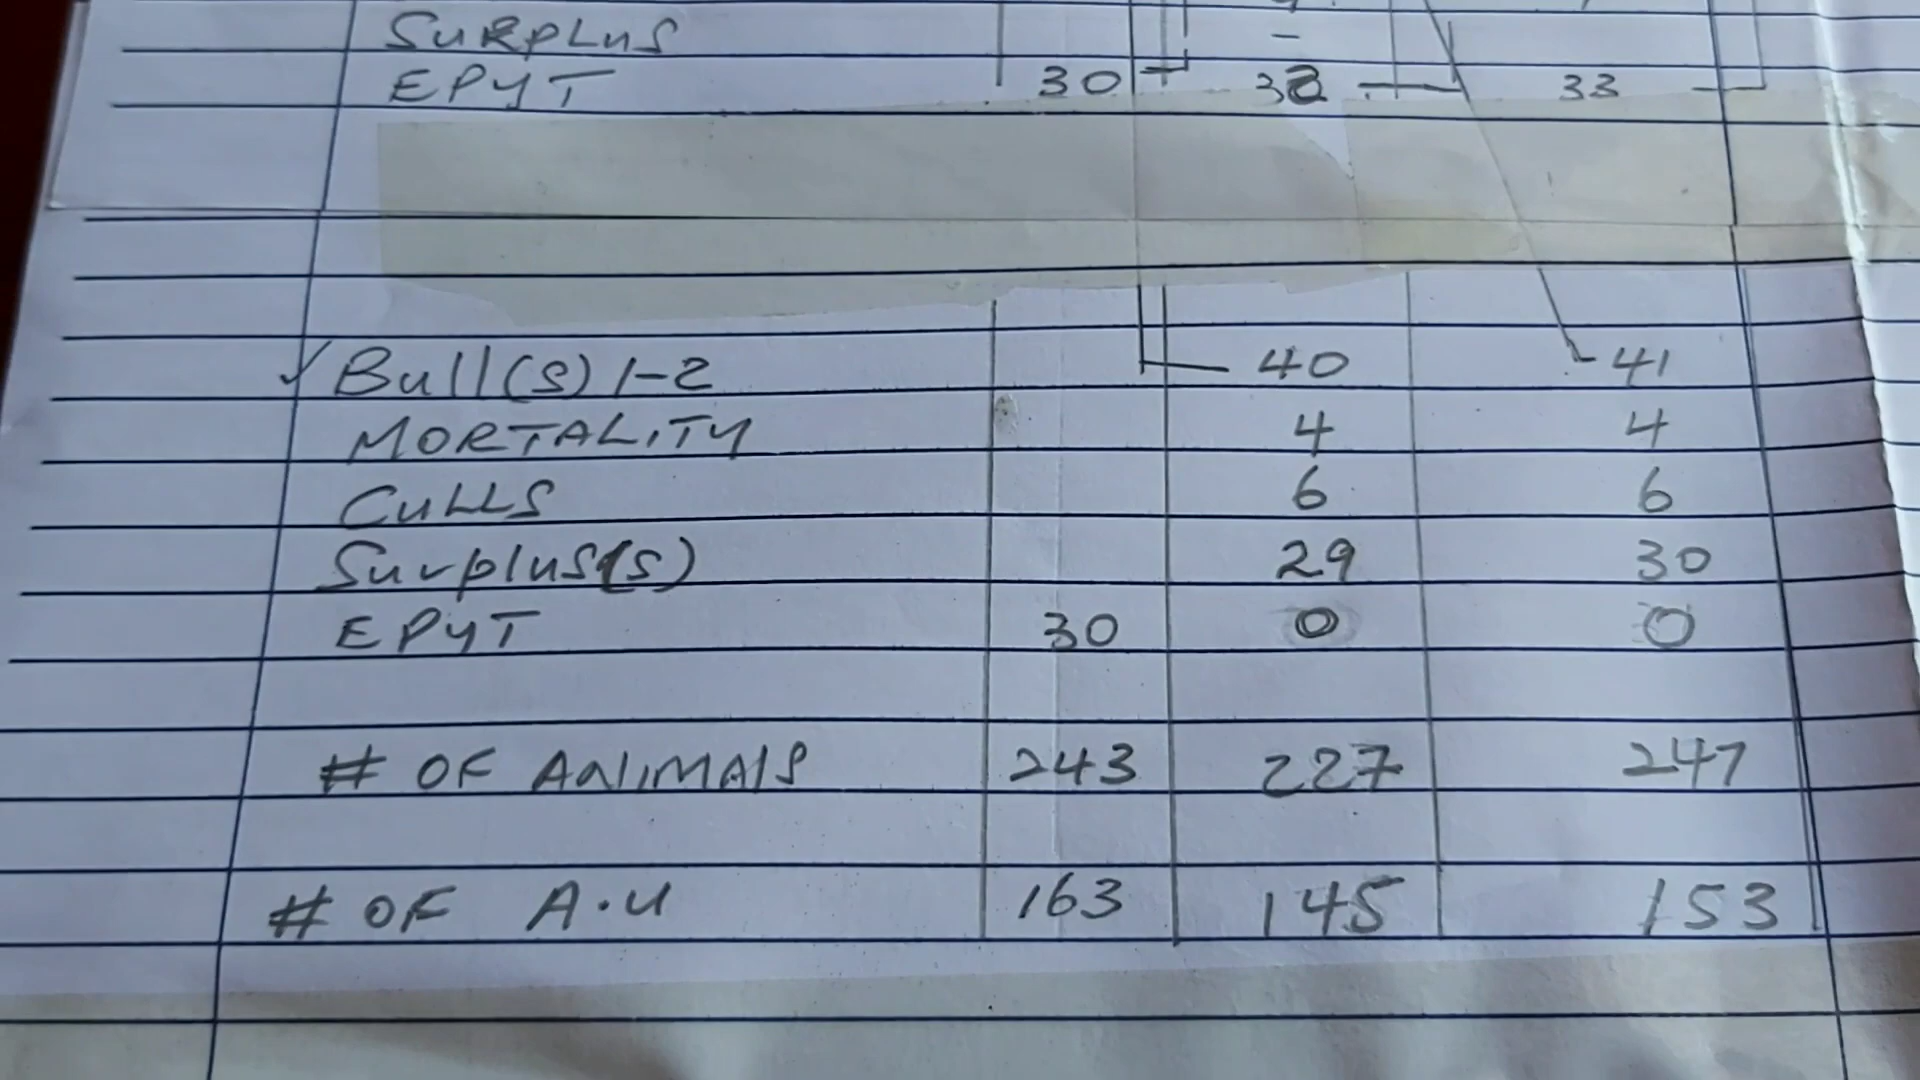 SURPLUS -
EPYT 30 32 33
✓ Bull(s) 1-2 40 41
MORTALITY 4 4
CULLS 6 6
Surplus(s) 29 30
EPYT 30 0 0
# OF ANIMALS 243 227 247
# OF A.U 163 145 153